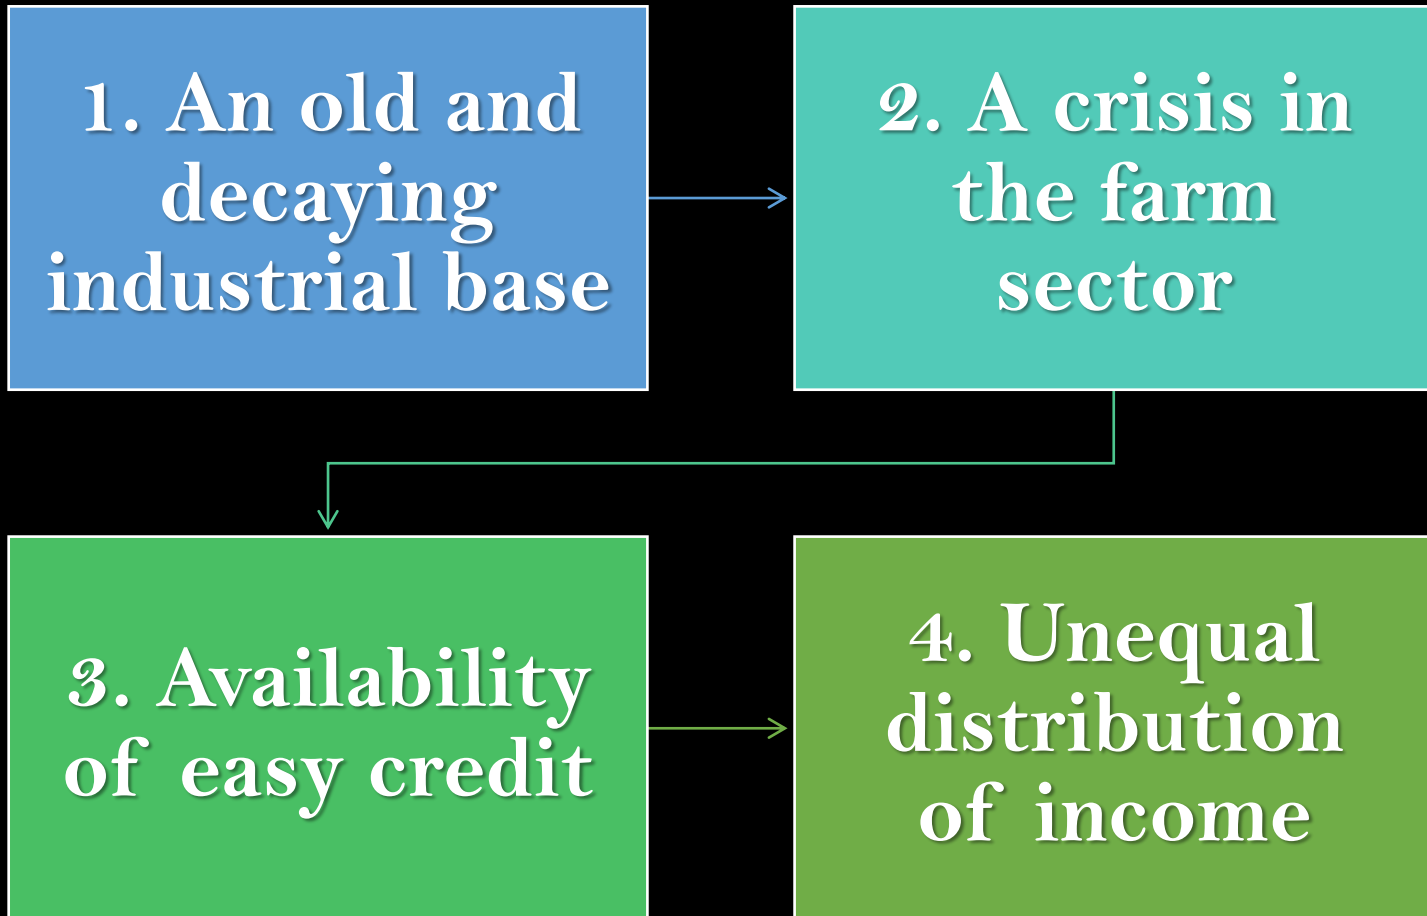 1. An old and
decaying
industrial base
2. A crisis in
the farm
sector
3. Availability
of easy credit
4. Unequal
distribution
of income